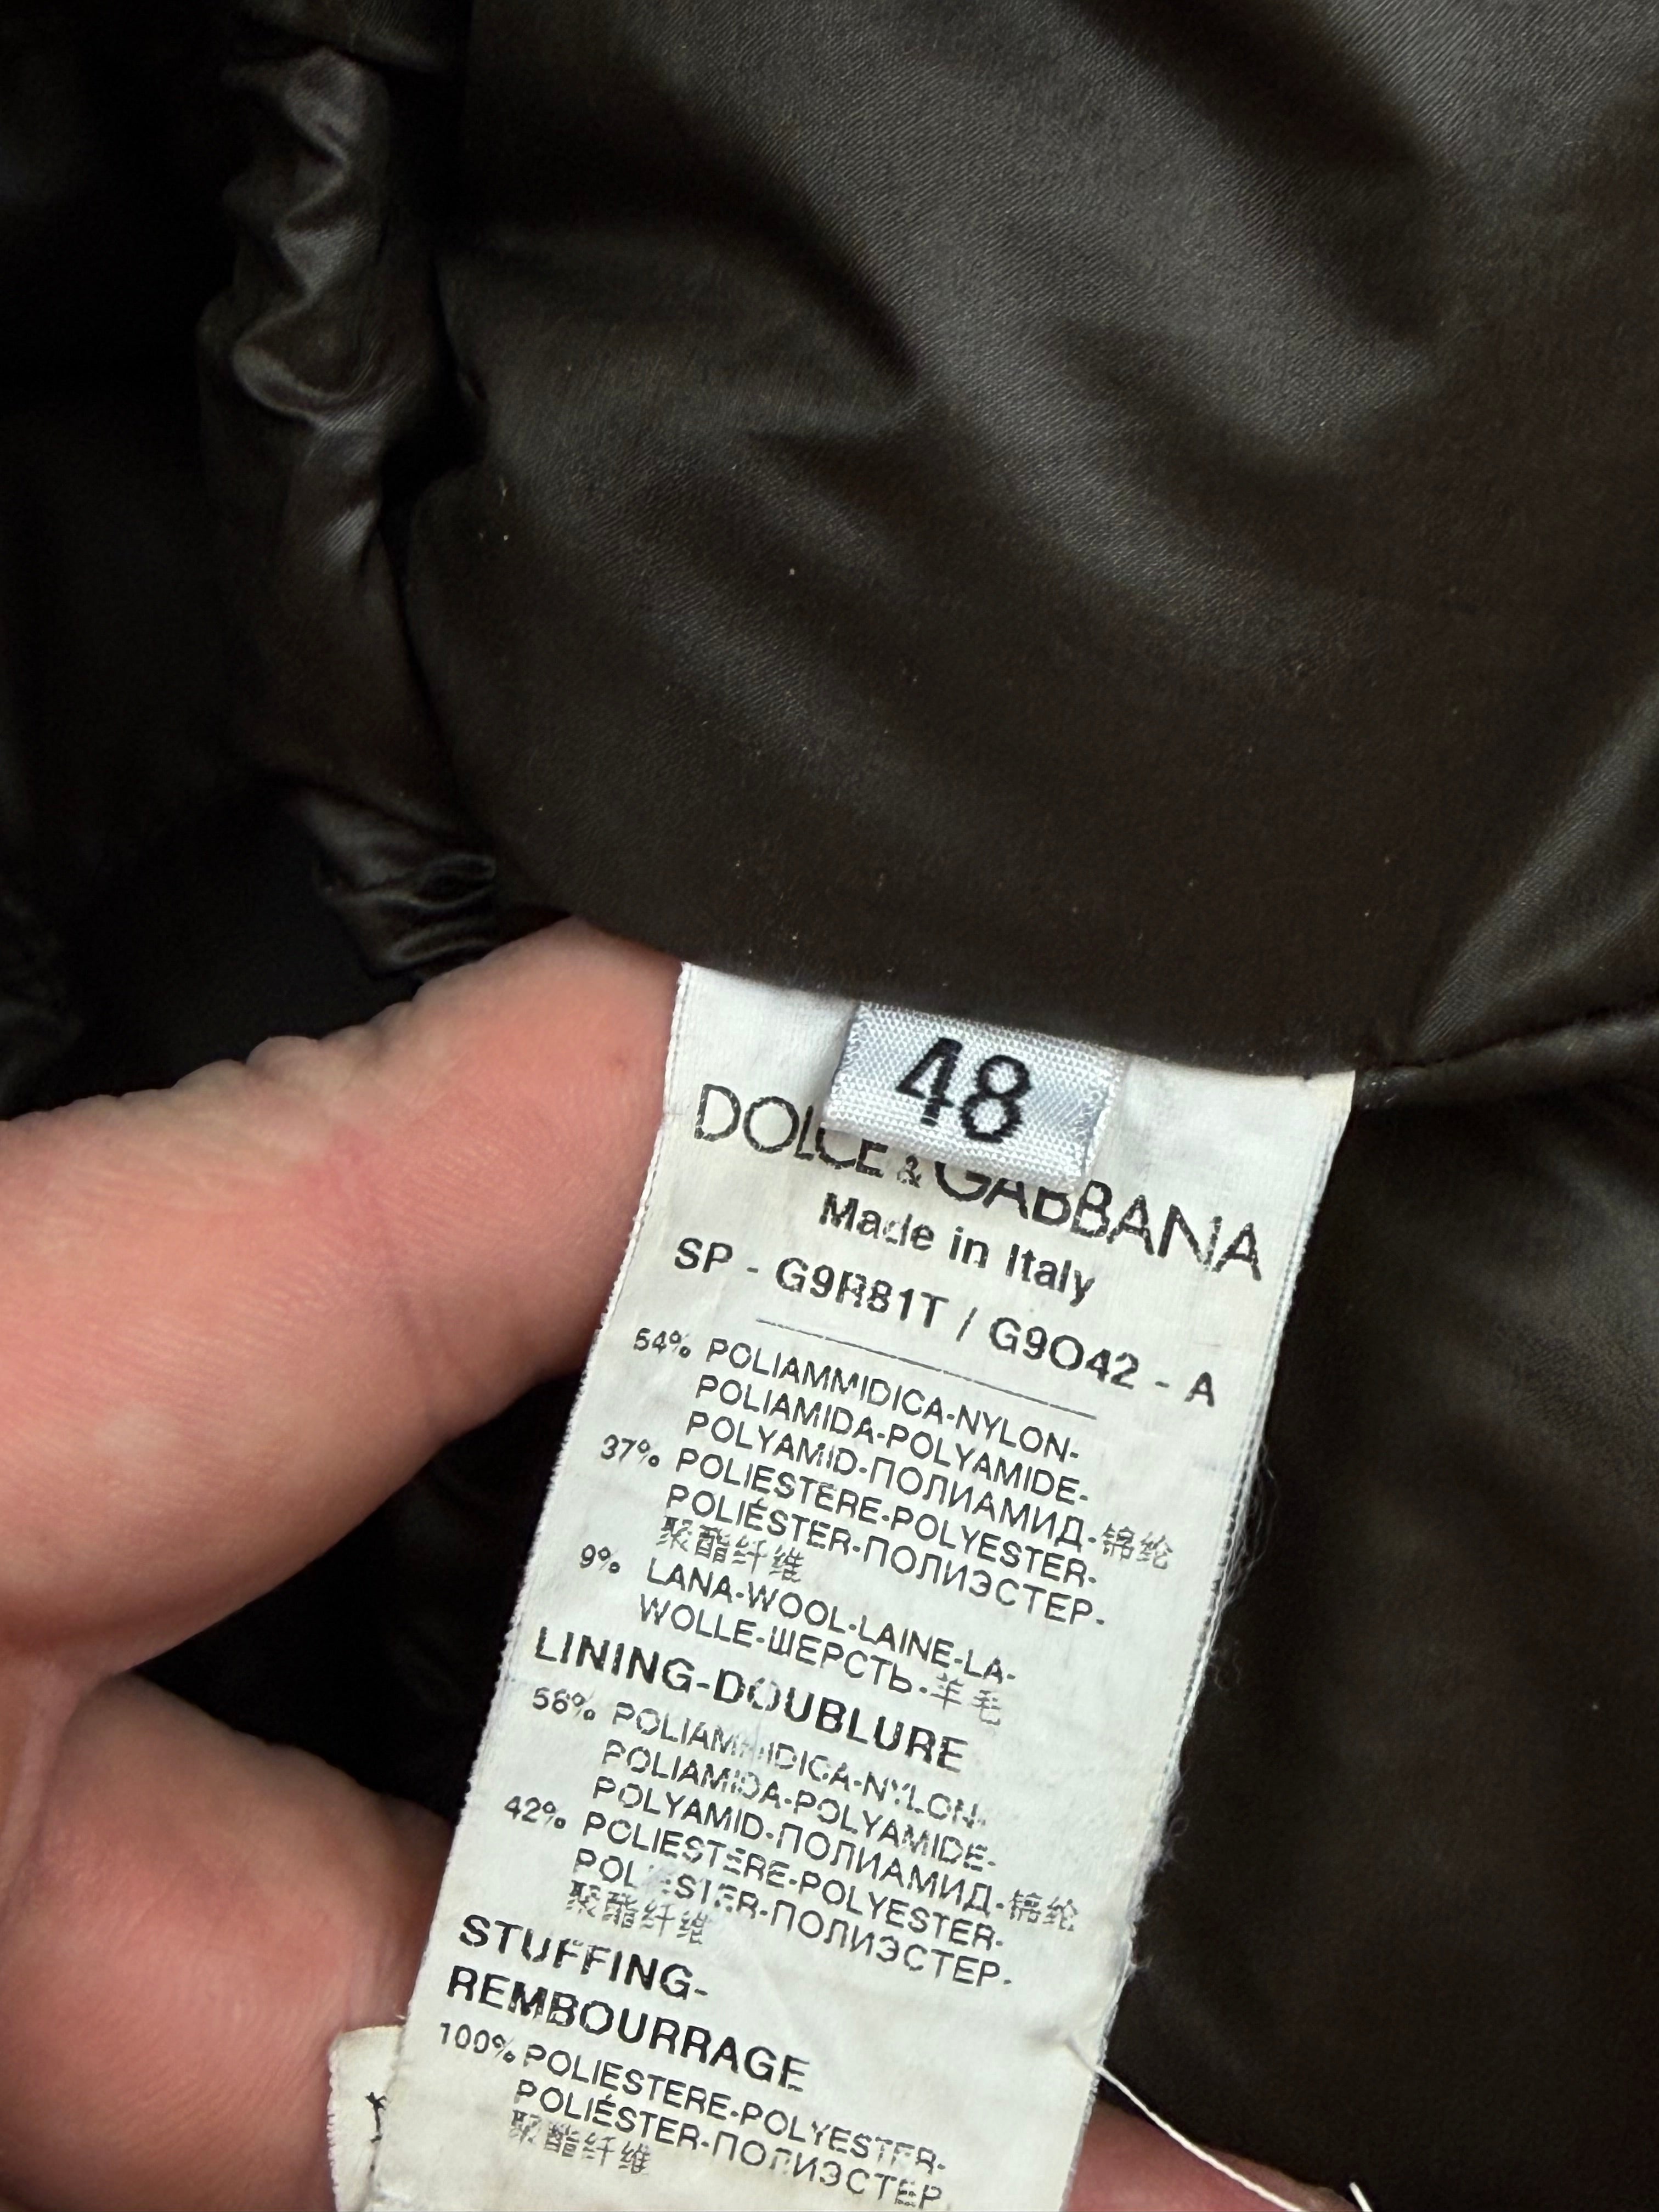 48
DOLCE & GABBANA
Made in Italy
SP - G9R81T / G9O42 - A
54% POLIAMMIDICA-NYLON-
POLIAMIDA-POLYAMIDE-
POLYAMID-ПОЛИАМИД-锦纶
37% POLIESTERE-POLYESTER-
POLIÉSTER-ПОЛИЭСТЕР-
聚酯纤维
9% LANA-WOOL-LAINE-LA-
WOLLE-ШЕРСТЬ-羊毛
LINING-DOUBLURE
58% POLIAMMIDICA-NYLON-
POLIAMIDA-POLYAMIDE-
POLYAMID-ПОЛИАМИД-锦纶
42% POLIESTERE-POLYESTER-
POLIESTER-ПОЛИЭСТЕР-
聚酯纤维
STUFFING-
REMBOURRAGE
100% POLIESTERE-POLYESTER-
POLIÉSTER-ПОЛИЭСТЕР
聚酯纤维